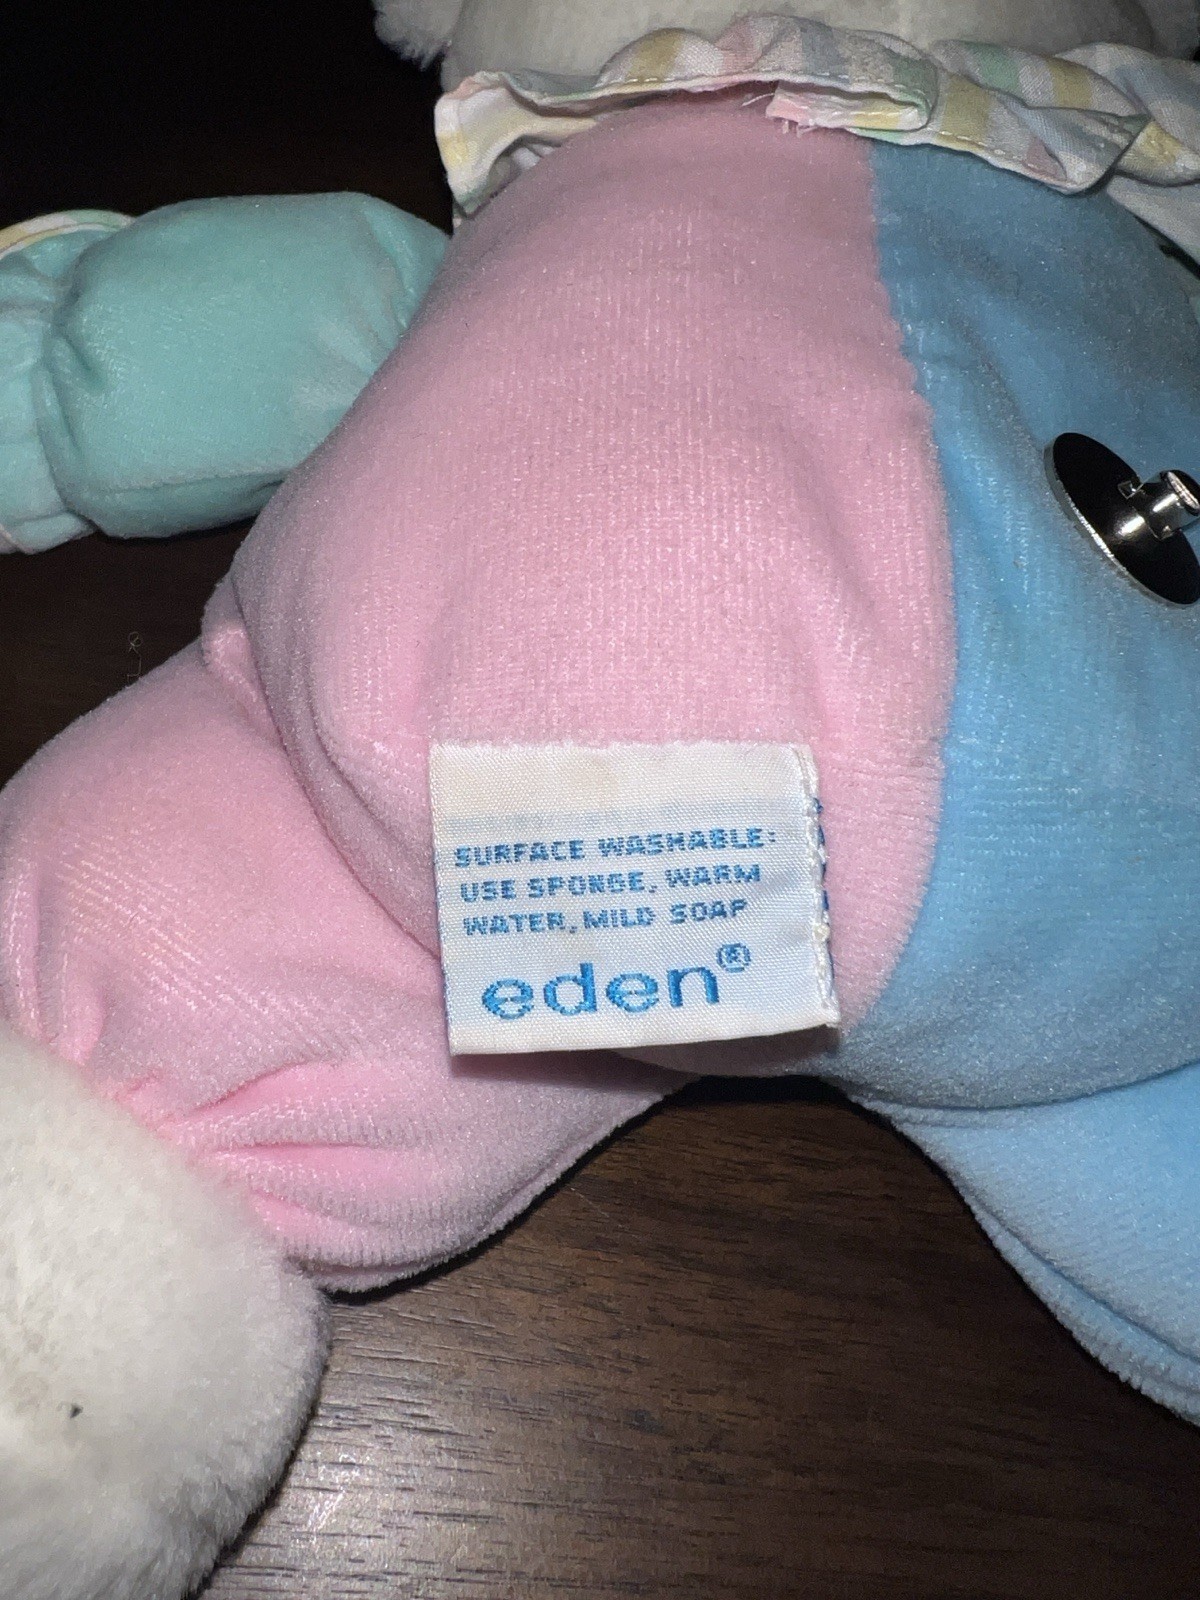 SURFACE WASHABLE:
USE SPONGE, WARM
WATER, MILD SOAP
eden®